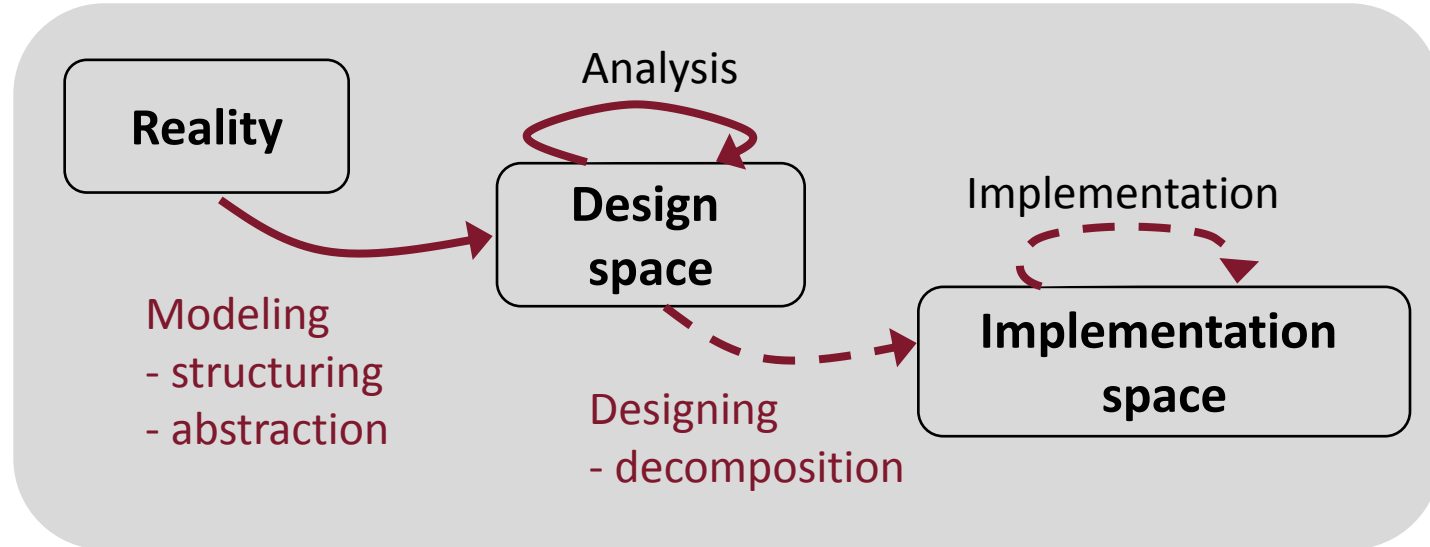 Reality
Analysis
Design
space
Modeling
- structuring
- abstraction
Designing
- decomposition
Implementation
Implementation
space